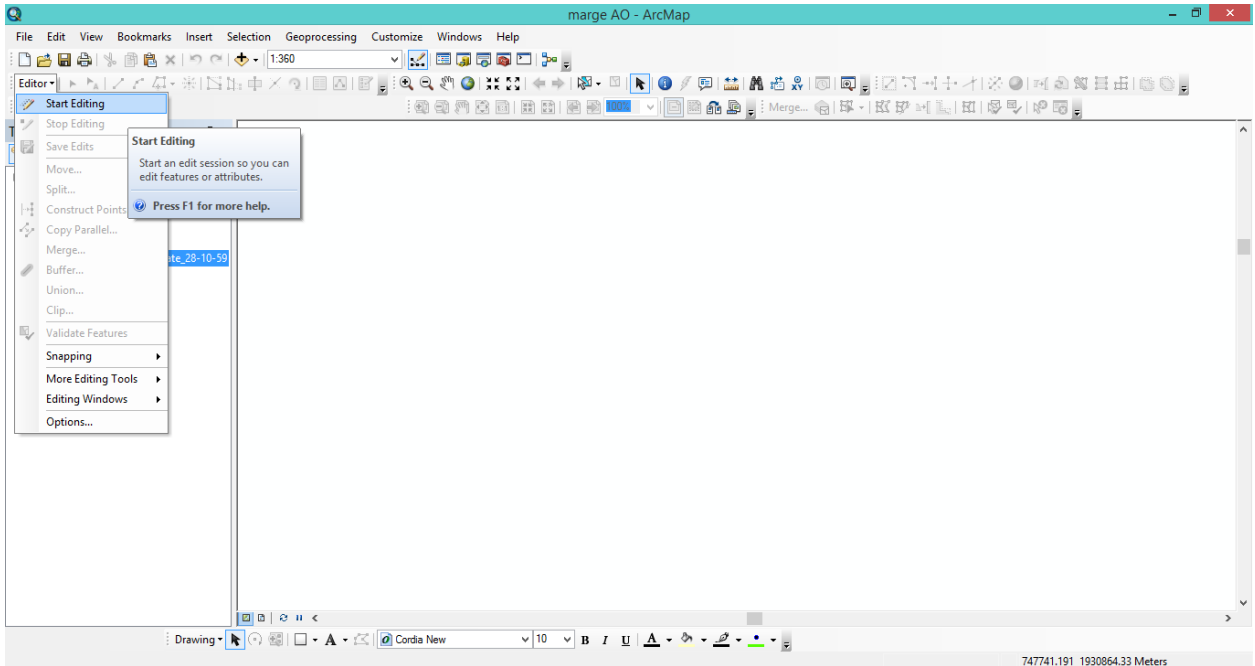 marge AO - ArcMap
File Edit View Bookmarks Insert Selection Geoprocessing Customize Windows Help
1:360
Editor
Start Editing
100% Merge...
Stop Editing
Start Editing
Save Edits
Start an edit session so you can
edit features or attributes.
Move...
Split...
Press F1 for more help.
Construct Points
Copy Parallel...
Merge...
ate_28-10-59
Buffer...
Union...
Clip...
Validate Features
Snapping
More Editing Tools
Editing Windows
Options...
Drawing A Cordia New 10 B I U A
747741.191 1930864.33 Meters